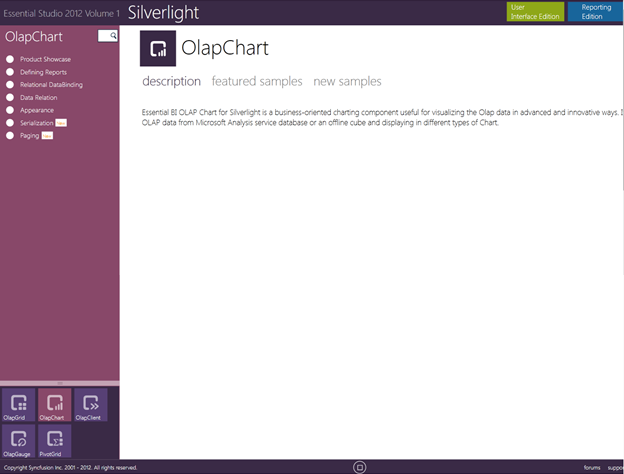 Essential Studio 2012 Volume 1 Silverlight
User
Interface Edition
Reporting
Edition
OlapChart
Product Showcase
Defining Reports
Relational DataBinding
Data Relation
Appearance
Serialization New
Paging New
OlapChart
description featured samples new samples
Essential BI OLAP Chart for Silverlight is a business-oriented charting component useful for visualizing the Olap data in advanced and innovative ways.
OLAP data from Microsoft Analysis service database or an offline cube and displaying in different types of Chart.
OlapGrid OlapChart OlapClient
OlapGauge PivotGrid
Copyright Syncfusion Inc. 2001 - 2012. All rights reserved.
forums suppo